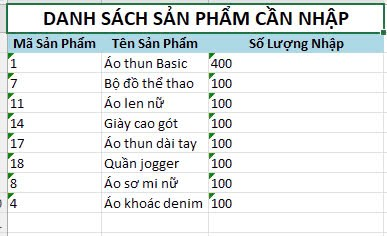 DANH SÁCH SẢN PHẨM CẦN NHẬP
Mã Sản Phẩm Tên Sản Phẩm Số Lượng Nhập
1 Áo thun Basic 400
7 Bộ đồ thể thao 100
11 Áo len nữ 100
14 Giày cao gót 100
17 Áo thun dài tay 100
18 Quần jogger 100
8 Áo sơ mi nữ 100
4 Áo khoác denim 100